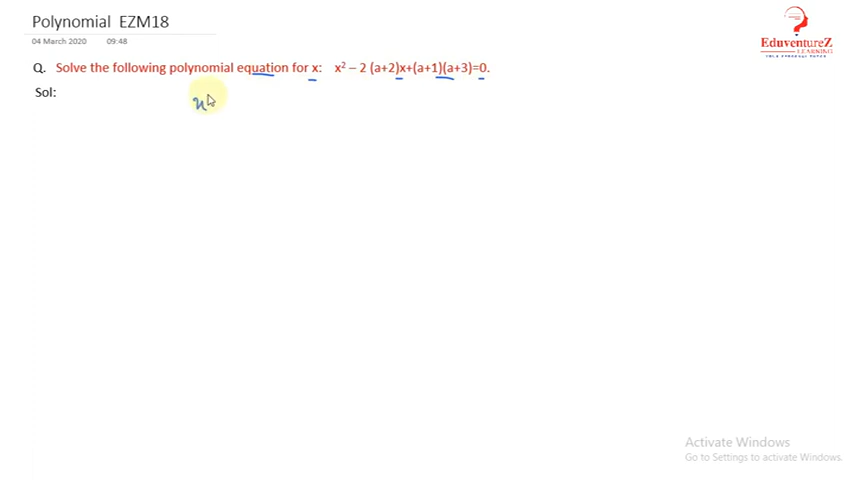 Polynomial EZM18
04 March 2020 09:48
EduventureZ
LEARNING
Q. Solve the following polynomial equation for x: x² – 2 (a+2)x+(a+1)(a+3)=0.
Sol:
x
Activate Windows
Go to Settings to activate Windows.